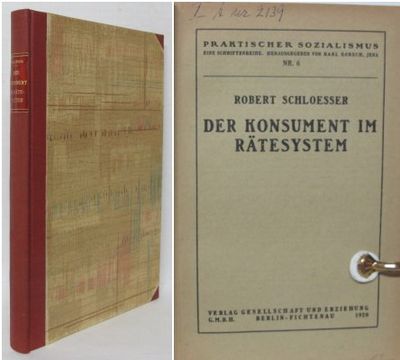 PRAKTISCHER SOZIALISMUS
EINE SCHRIFTENREIHE. HERAUSGEGEBEN VON KARL KORSCH, JENA
NR. 6
ROBERT SCHLOESSER
DER KONSUMENT IM
RÄTESYSTEM
VERLAG GESELLSCHAFT UND ERZIEHUNG
G.M.B.H. BERLIN-FICHTENAU 1920